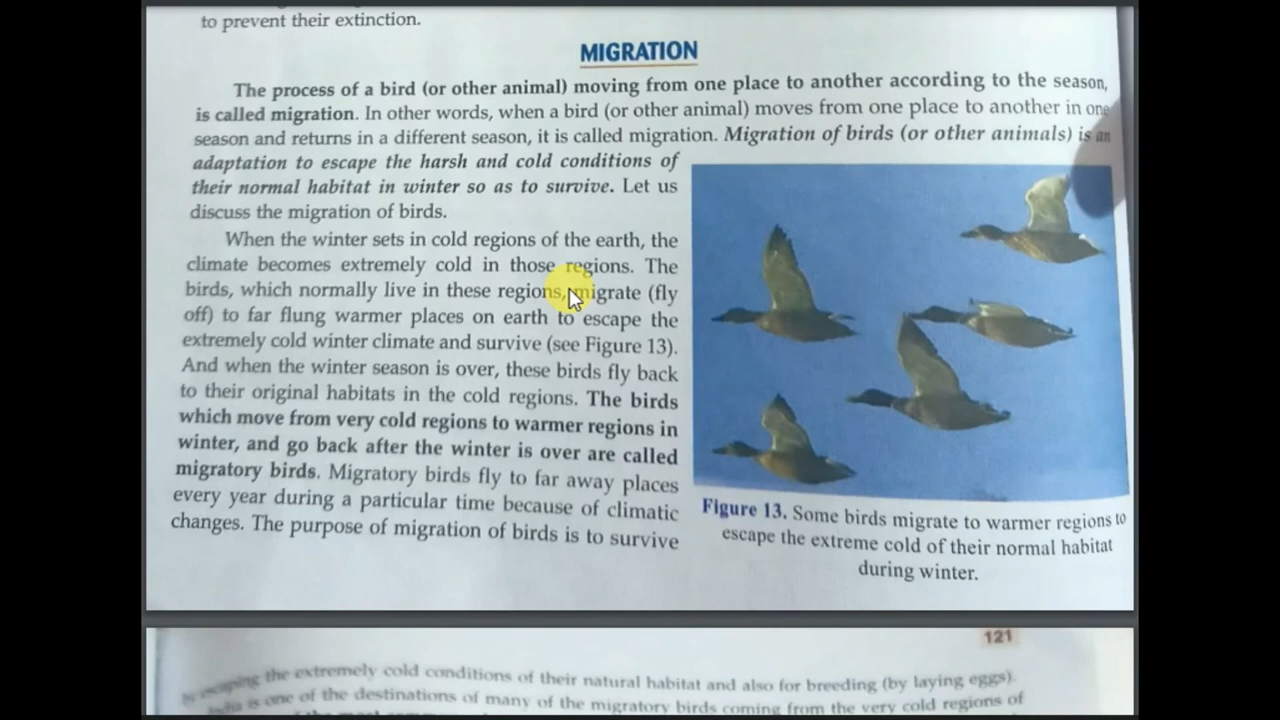 to prevent their extinction.
MIGRATION
The process of a bird (or other animal) moving from one place to another according to the season,
is called migration. In other words, when a bird (or other animal) moves from one place to another in one
season and returns in a different season, it is called migration. Migration of birds (or other animals) is an
adaptation to escape the harsh and cold conditions of
their normal habitat in winter so as to survive. Let us
discuss the migration of birds.
When the winter sets in cold regions of the earth, the
climate becomes extremely cold in those regions. The
birds, which normally live in these regions, migrate (fly
off) to far flung warmer places on earth to escape the
extremely cold winter climate and survive (see Figure 13).
And when the winter season is over, these birds fly back
to their original habitats in the cold regions. The birds
which move from very cold regions to warmer regions in
winter, and go back after the winter is over are called
migratory birds. Migratory birds fly to far away places
every year during a particular time because of climatic
changes. The purpose of migration of birds is to survive
Figure 13. Some birds migrate to warmer regions to
escape the extreme cold of their normal habitat
during winter.
121
by escaping the extremely cold conditions of their natural habitat and also for breeding (by laying eggs).
India is one of the destinations of many of the migratory birds coming from the very cold regions of